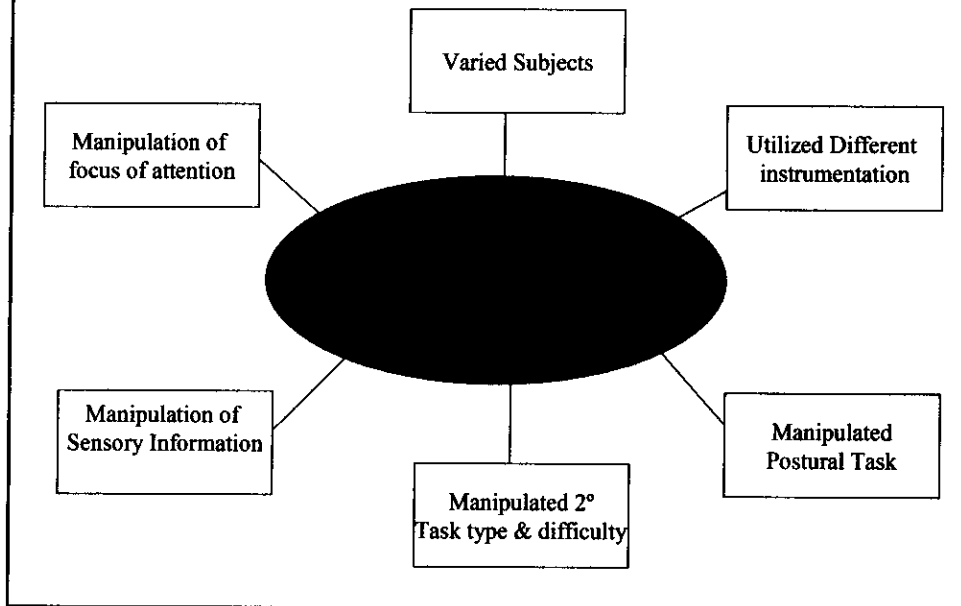 Varied Subjects
Manipulation of
focus of attention
Utilized Different
instrumentation
Manipulation of
Sensory Information
Manipulated 2º
Task type & difficulty
Manipulated
Postural Task